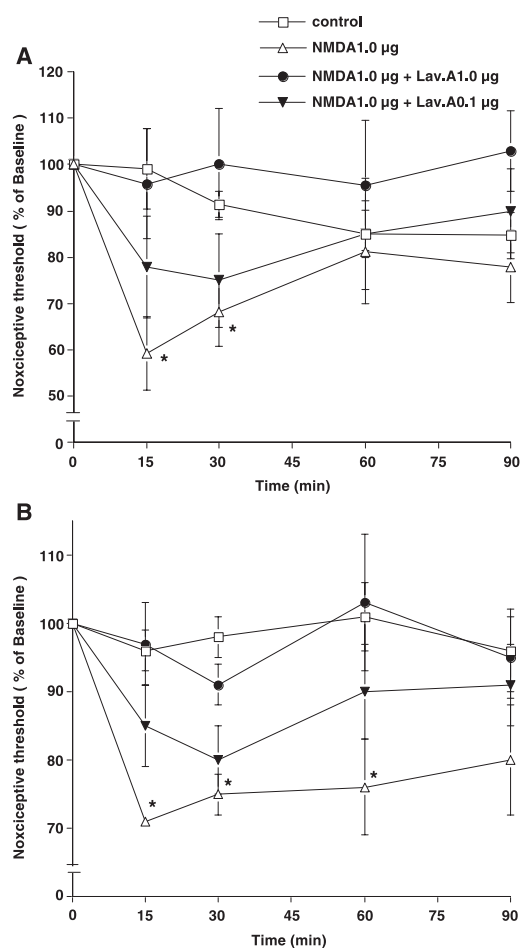 control
NMDA1.0 µg
NMDA1.0 µg + Lav.A1.0 µg
NMDA1.0 µg + Lav.A0.1 µg
A
Noxciceptive threshold ( % of Baseline )
120
110
100
90
80
70
60
50
0
*
*
0 15 30 45 60 75 90
Time (min)
B
Noxciceptive threshold ( % of Baseline )
110
100
90
80
70
0
*
*
*
0 15 30 45 60 75 90
Time (min)